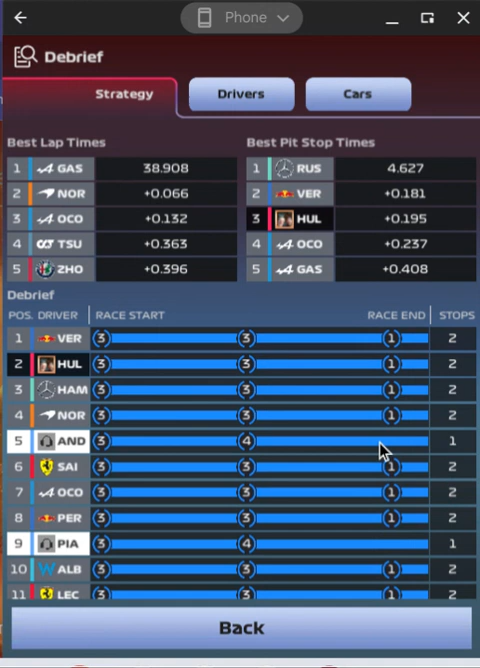 Phone
Debrief
Strategy Drivers Cars
Best Lap Times Best Pit Stop Times
1 GAS 38.908 1 RUS 4.627
2 NOR +0.066 2 VER +0.181
3 OCO +0.132 3 HUL +0.195
4 TSU +0.363 4 OCO +0.237
5 ZHO +0.396 5 GAS +0.408
Debrief
POS. DRIVER RACE START RACE END STOPS
1 VER 3 3 1 2
2 HUL 3 3 1 2
3 HAM 3 3 1 2
4 NOR 3 3 1 2
5 AND 3 4 1
6 SAI 3 3 1 2
7 OCO 3 3 1 2
8 PER 3 3 1 2
9 PIA 3 4 1
10 ALB 3 3 1 2
11 LEC 3 3 1 2
Back